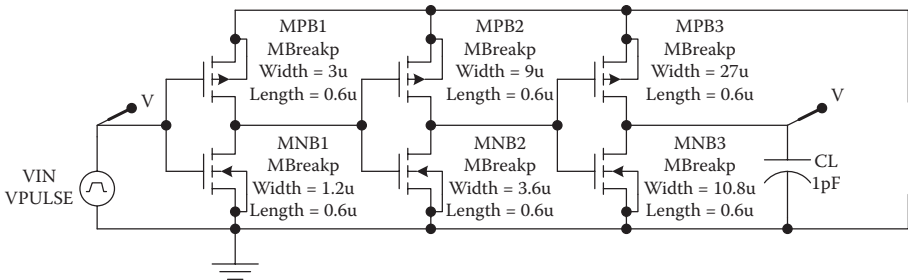 MPB1
MBreakp
Width = 3u
Length = 0.6u
MPB2
MBreakp
Width = 9u
Length = 0.6u
MPB3
MBreakp
Width = 27u
Length = 0.6u
V
V
VIN
VPULSE
MNB1
MBreakp
Width = 1.2u
Length = 0.6u
MNB2
MBreakp
Width = 3.6u
Length = 0.6u
MNB3
MBreakp
Width = 10.8u
Length = 0.6u
CL
1pF